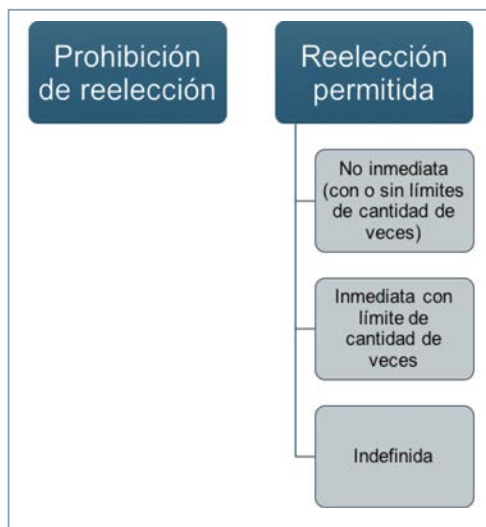 Prohibición
de reelección
Reelección
permitida
No inmediata
(con o sin límites
de cantidad de
veces)
Inmediata con
límite de
cantidad de
veces
Indefinida